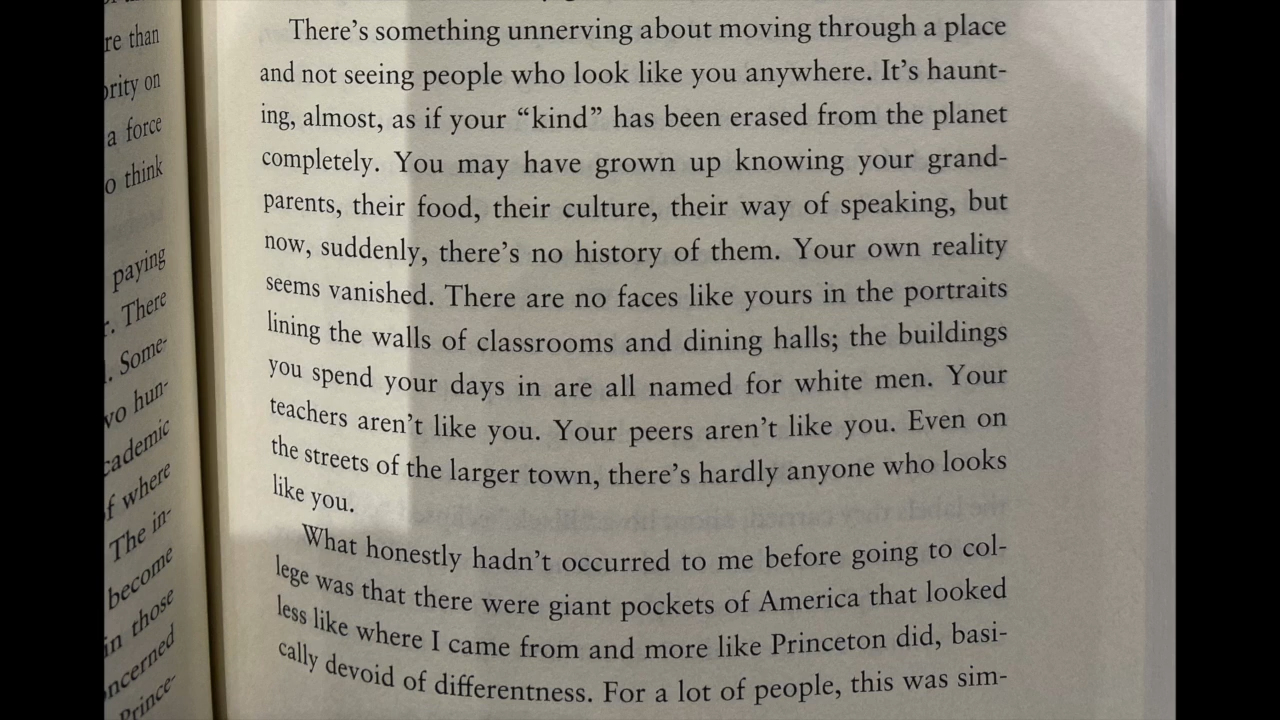 re than
ority on
a force
o think
paying
r. There
l. Some-
wo hun-
cademic
f where
The in-
become
in those
ncerned
Prince-
There's something unnerving about moving through a place
and not seeing people who look like you anywhere. It's haunt-
ing, almost, as if your “kind” has been erased from the planet
completely. You may have grown up knowing your grand-
parents, their food, their culture, their way of speaking, but
now, suddenly, there's no history of them. Your own reality
seems vanished. There are no faces like yours in the portraits
lining the walls of classrooms and dining halls; the buildings
you spend your days in are all named for white men. Your
teachers aren't like you. Your peers aren't like you. Even on
the streets of the larger town, there's hardly anyone who looks
like you.
What honestly hadn't occurred to me before going to col-
lege was that there were giant pockets of America that looked
less like where I came from and more like Princeton did, basi-
cally devoid of differentness. For a lot of people, this was sim-